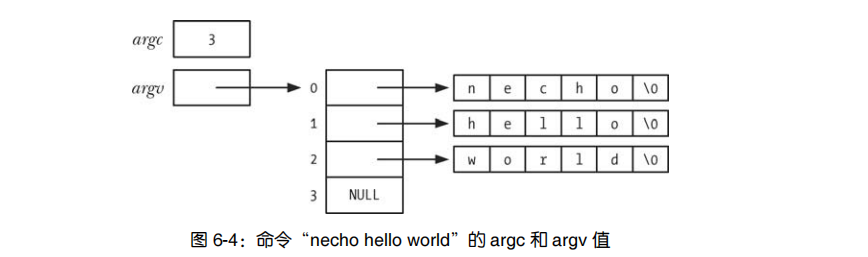 argc 3
argv 0 n e c h o \0
1 h e l l o \0
2 w o r l d \0
3 NULL
图 6-4：命令“necho hello world”的 argc 和 argv 值